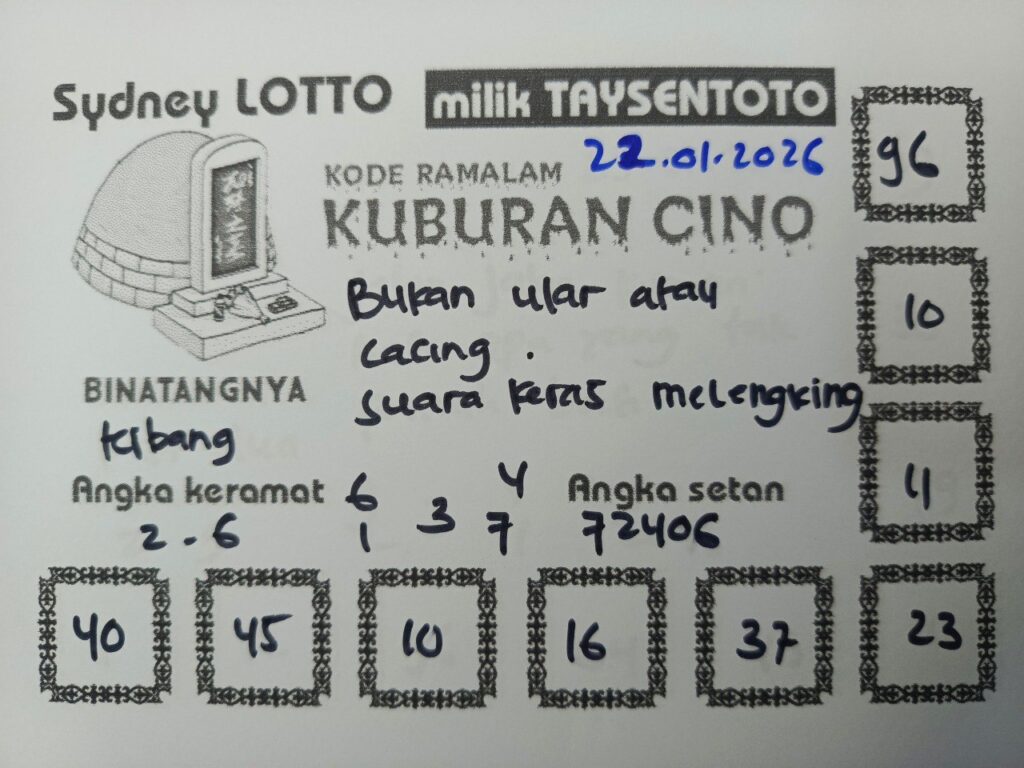 Sydney LOTTO
milik TAYSENTOTO
22.01.2026
KODE RAMALAM
KUBURAN CINO
96
Bukan ular atau
cacing.
suara keras melengking
10
BINATANGNYA
Angka keramat
2-6
6 4
1 3 7
Angka setan
72406
11
40 45 10 16 37 23